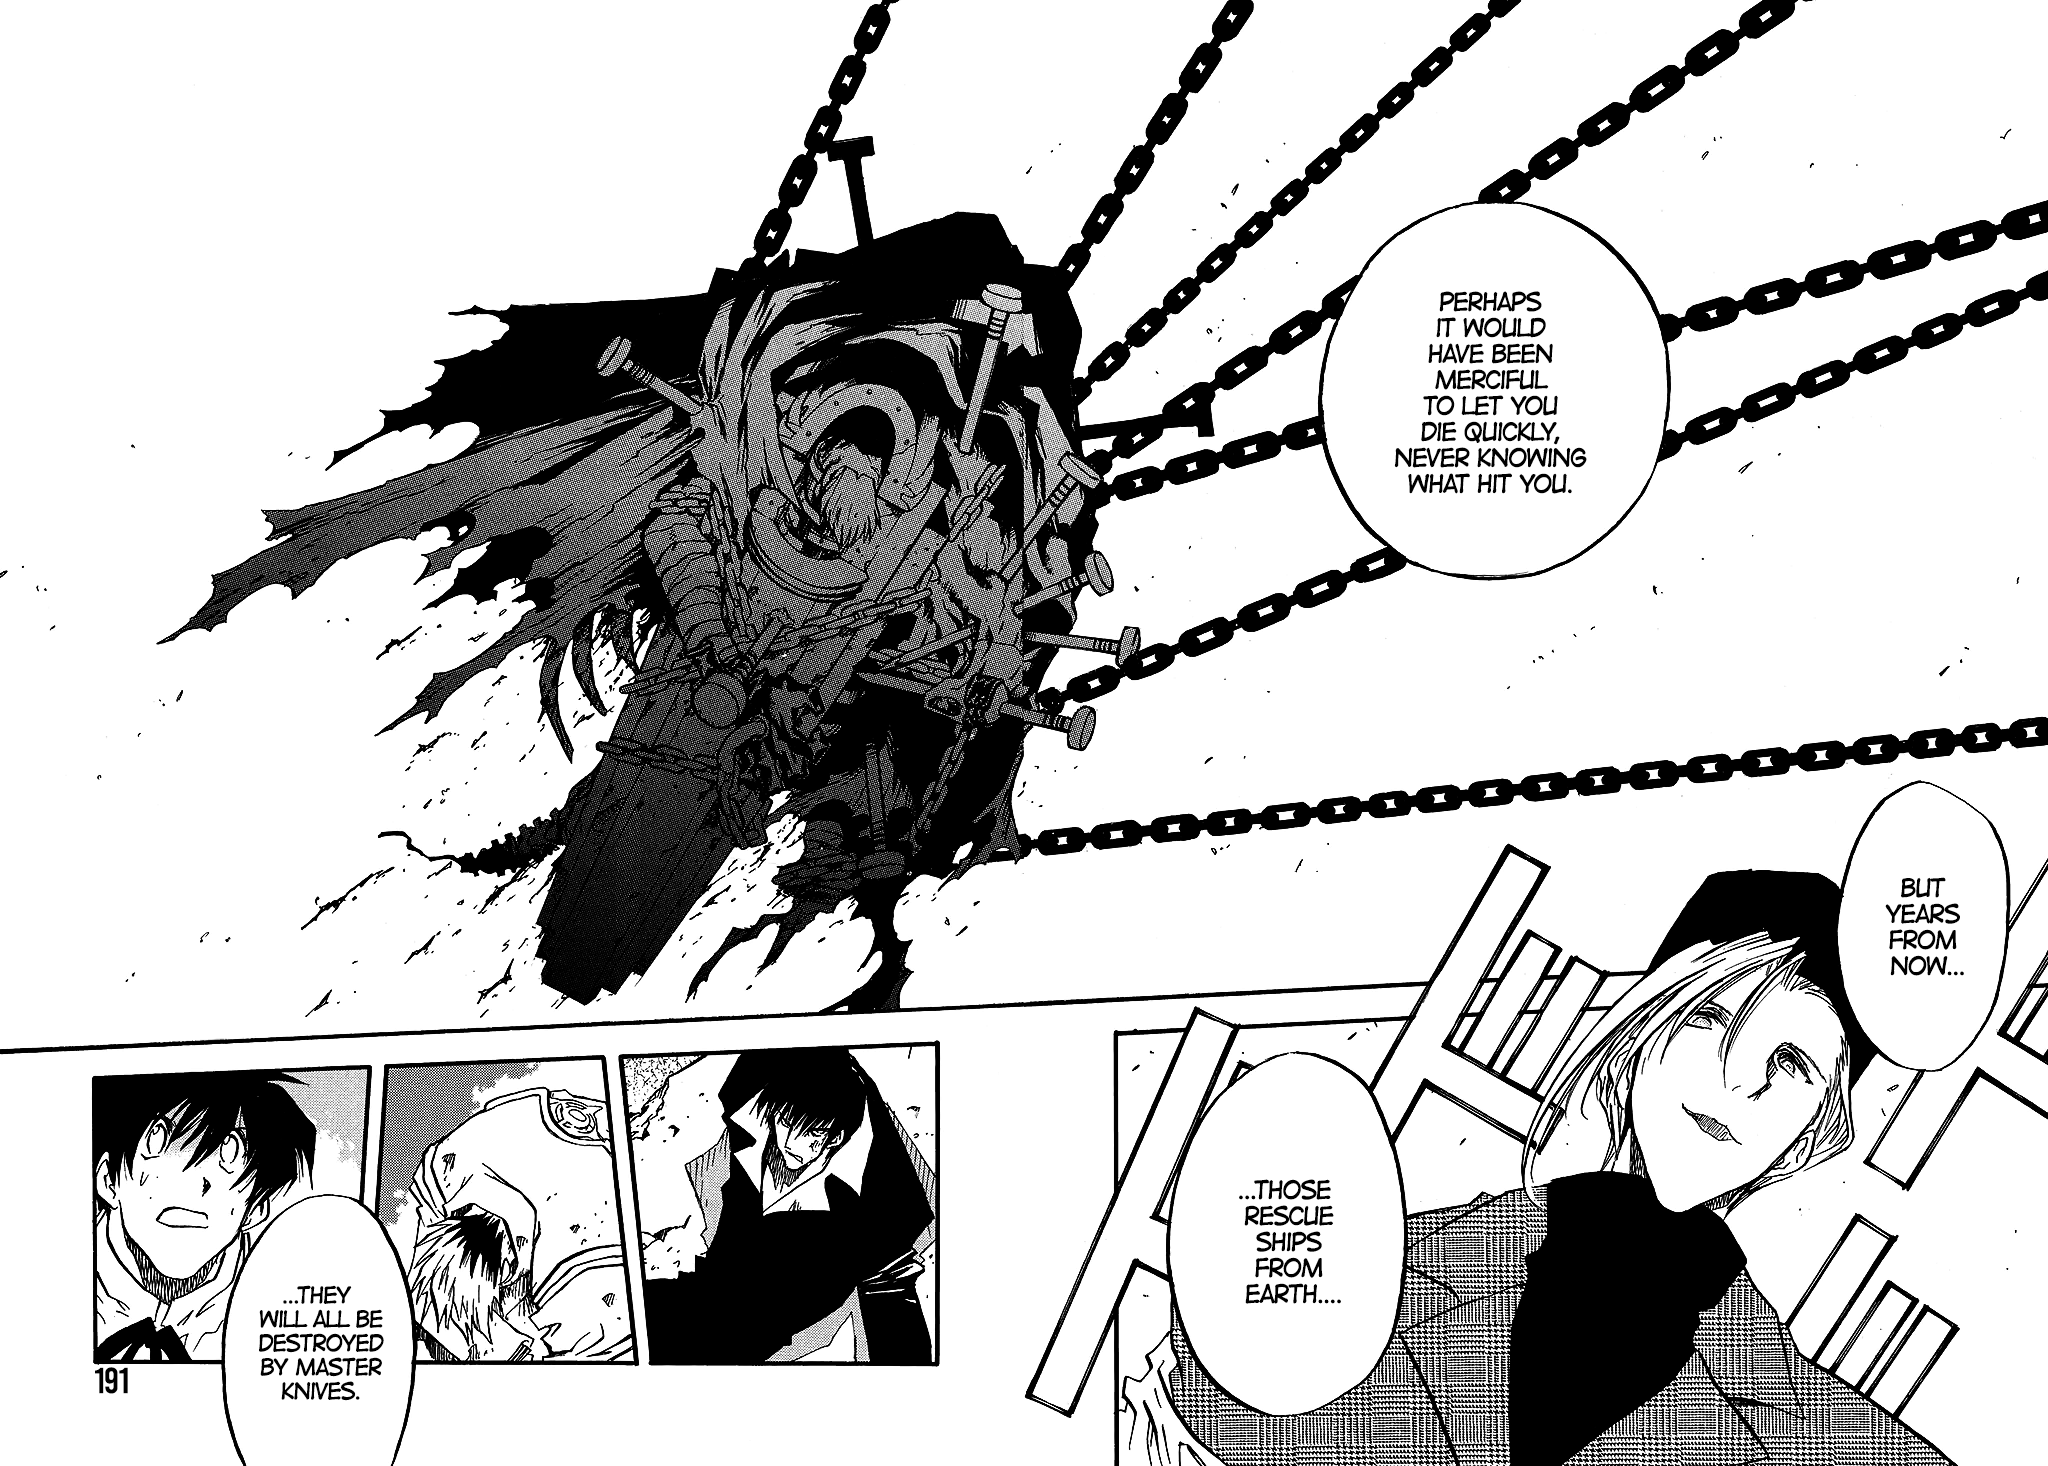 PERHAPS
IT WOULD
HAVE BEEN
MERCIFUL
TO LET YOU
DIE QUICKLY,
NEVER KNOWING
WHAT HIT YOU.
BUT
YEARS
FROM
NOW...
...THOSE
RESCUE
SHIPS
FROM
EARTH....
...THEY
WILL ALL BE
DESTROYED
BY MASTER
KNIVES.
191